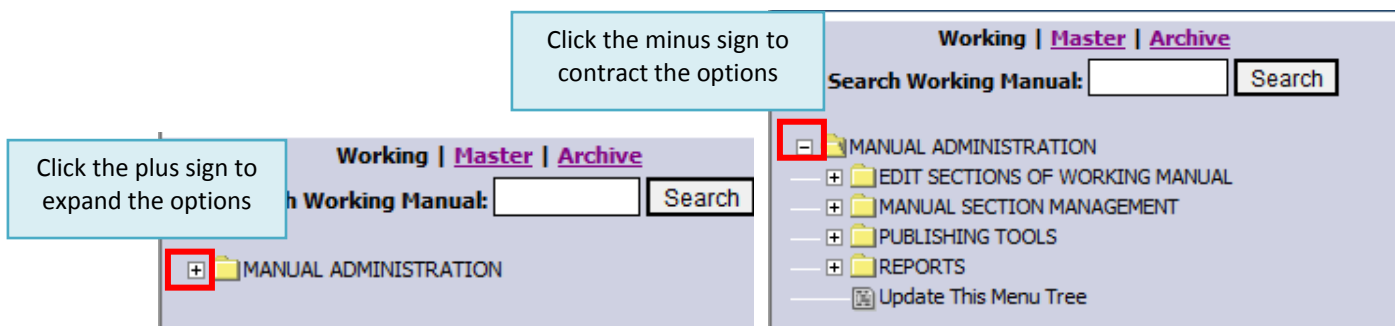 Click the plus sign to
expand the options
Working | Master | Archive
h Working Manual:
Search
MANUAL ADMINISTRATION
Click the minus sign to
contract the options
Working | Master | Archive
Search Working Manual:
Search
MANUAL ADMINISTRATION
EDIT SECTIONS OF WORKING MANUAL
MANUAL SECTION MANAGEMENT
PUBLISHING TOOLS
REPORTS
Update This Menu Tree